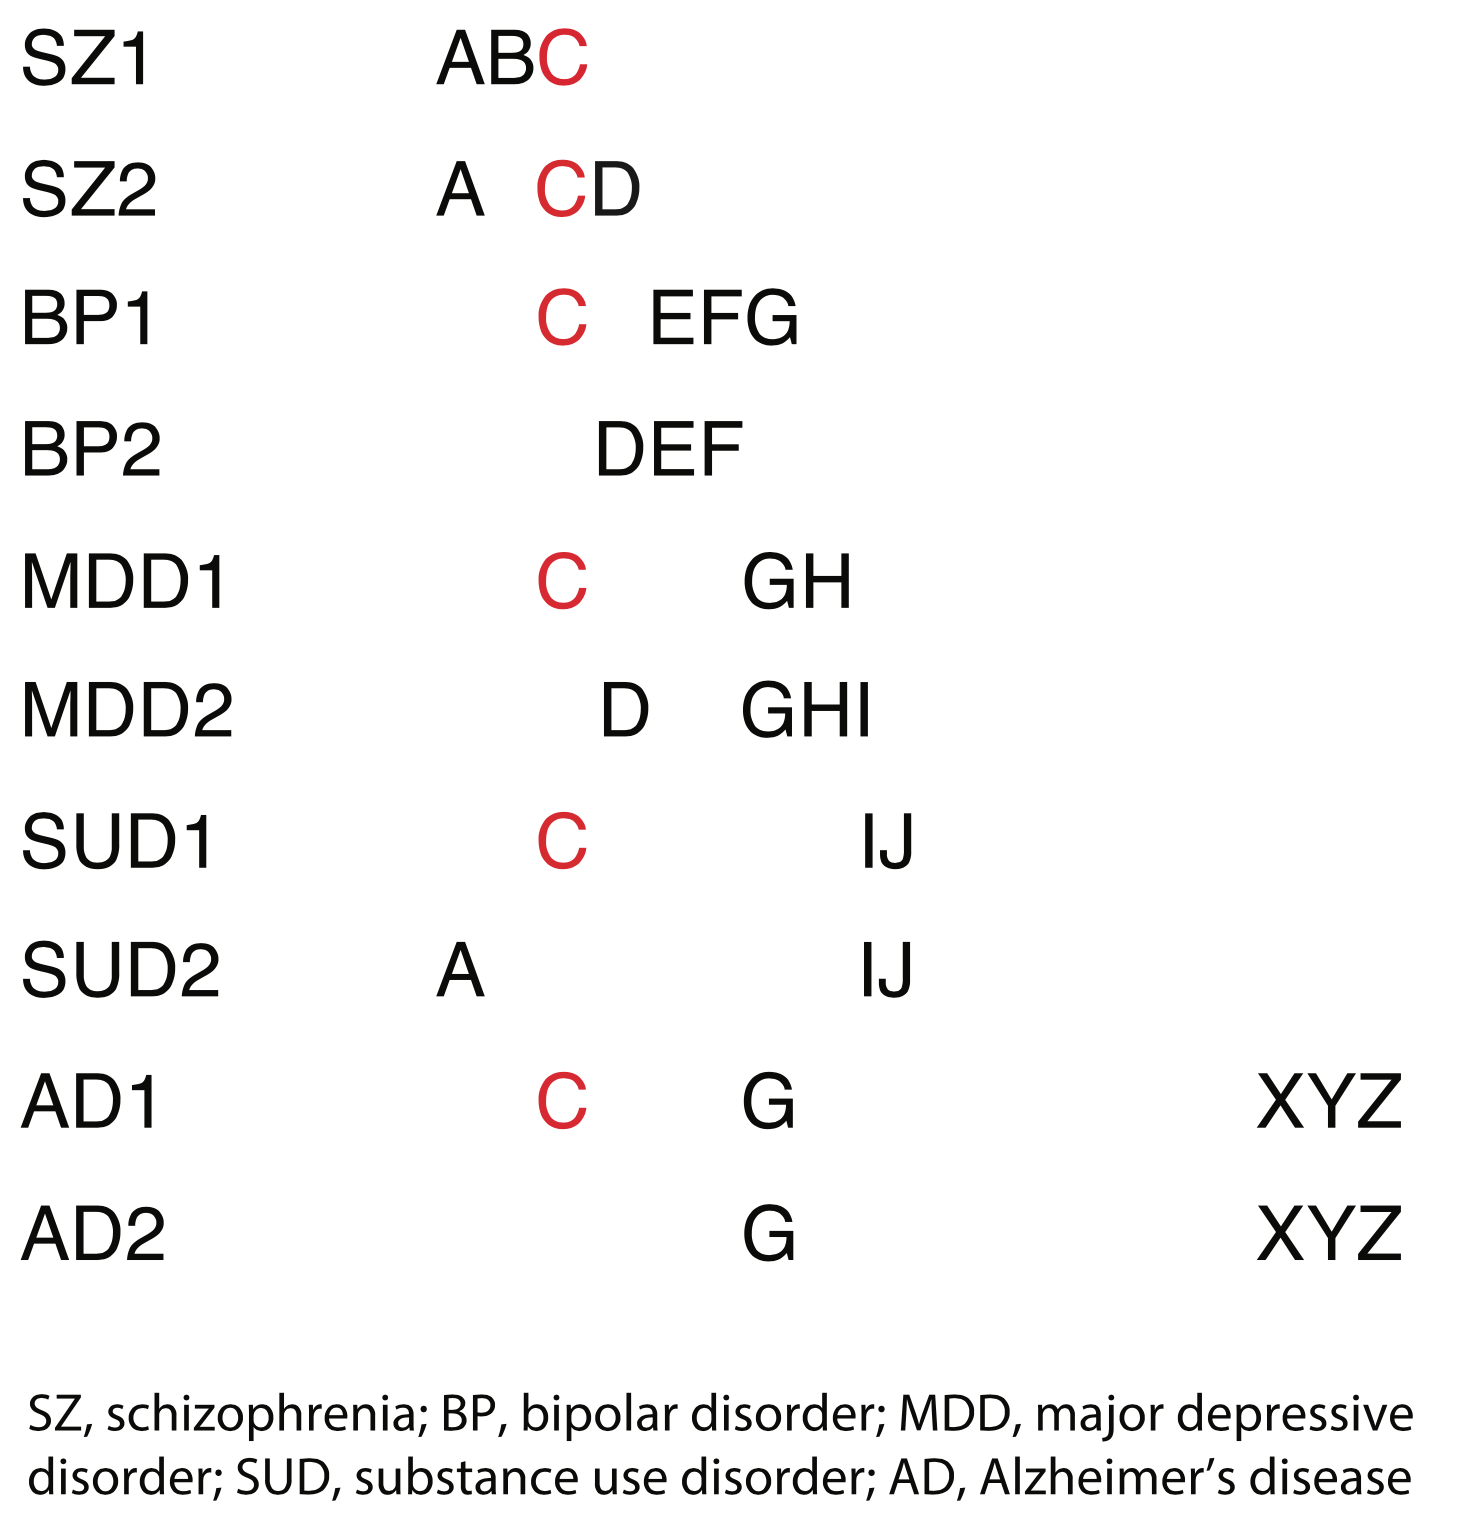 SZ1 ABC
SZ2 A CD
BP1 C EFG
BP2 DEF
MDD1 C GH
MDD2 D GHI
SUD1 C IJ
SUD2 A IJ
AD1 C G XYZ
AD2 G XYZ
SZ, schizophrenia; BP, bipolar disorder; MDD, major depressive
disorder; SUD, substance use disorder; AD, Alzheimer’s disease